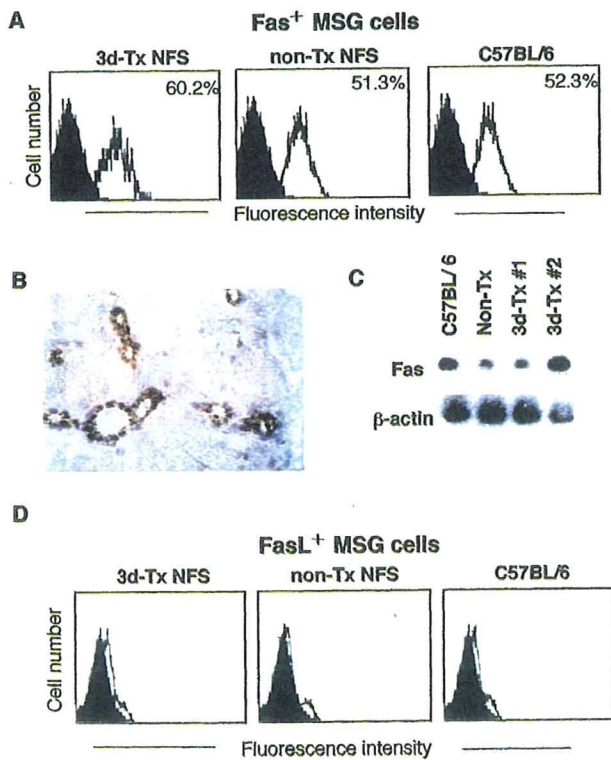 A
Fas+ MSG cells
3d-Tx NFS non-Tx NFS C57BL/6
60.2% 51.3% 52.3%
Cell number
Fluorescence intensity
B
C
C57BL/6
Non-Tx
3d-Tx #1
3d-Tx #2
Fas
β-actin
D
FasL+ MSG cells
3d-Tx NFS non-Tx NFS C57BL/6
Cell number
Fluorescence intensity